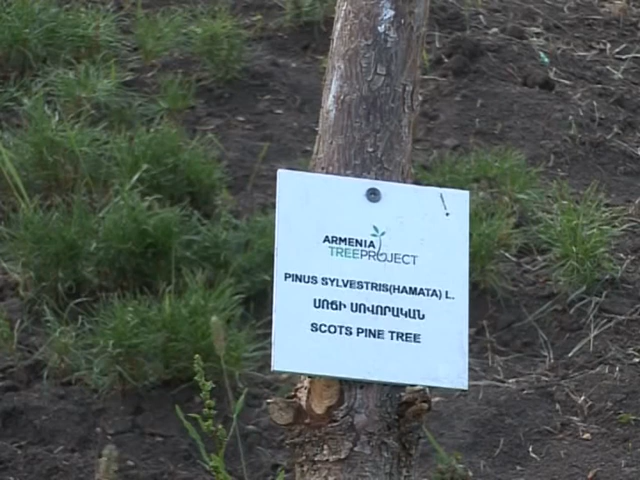 ARMENIA
TREEPROJECT
PINUS SYLVESTRIS(HAMATA) L.
ՍՈՃԻ ՍՈՎՈՐԱԿԱՆ
SCOTS PINE TREE